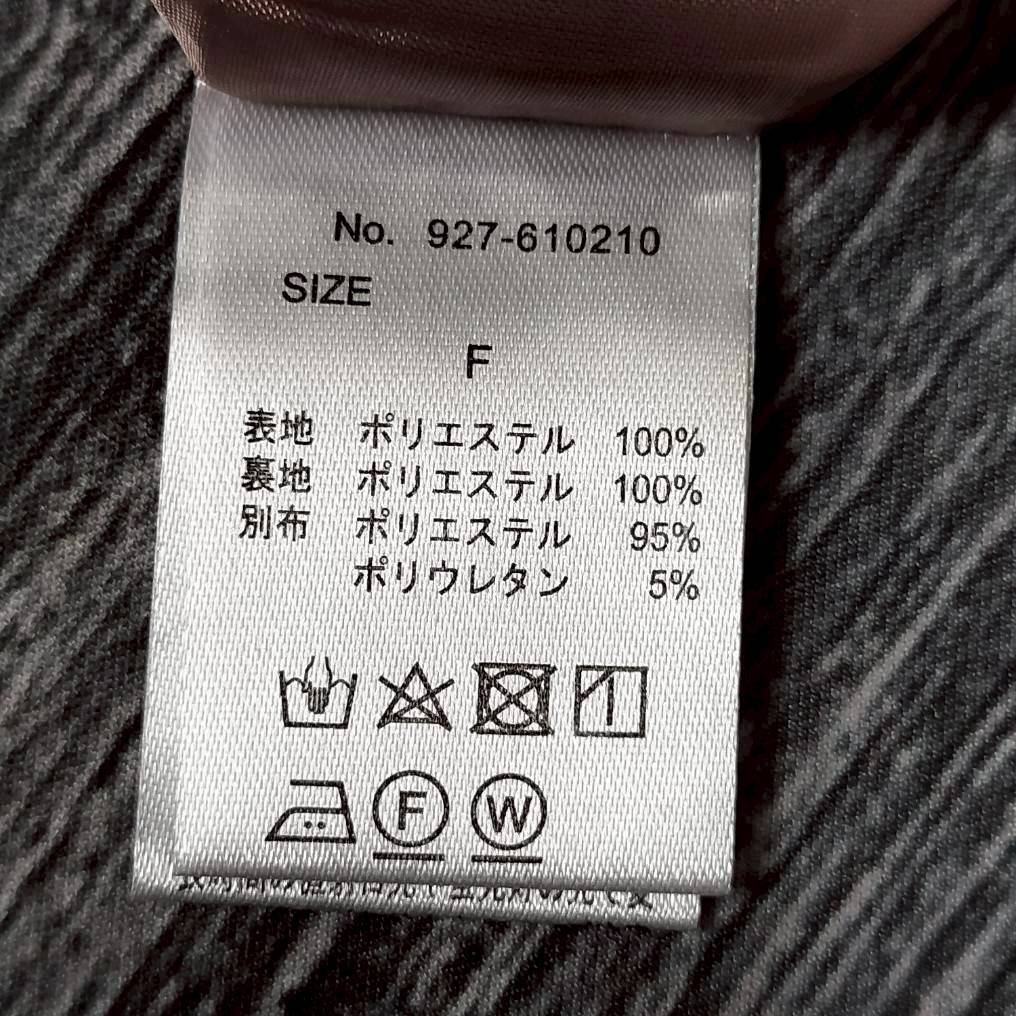 No. 927-610210
SIZE
F
表地 ポリエステル 100%
裏地 ポリエステル 100%
別布 ポリエステル 95%
ポリウレタン 5%
F W